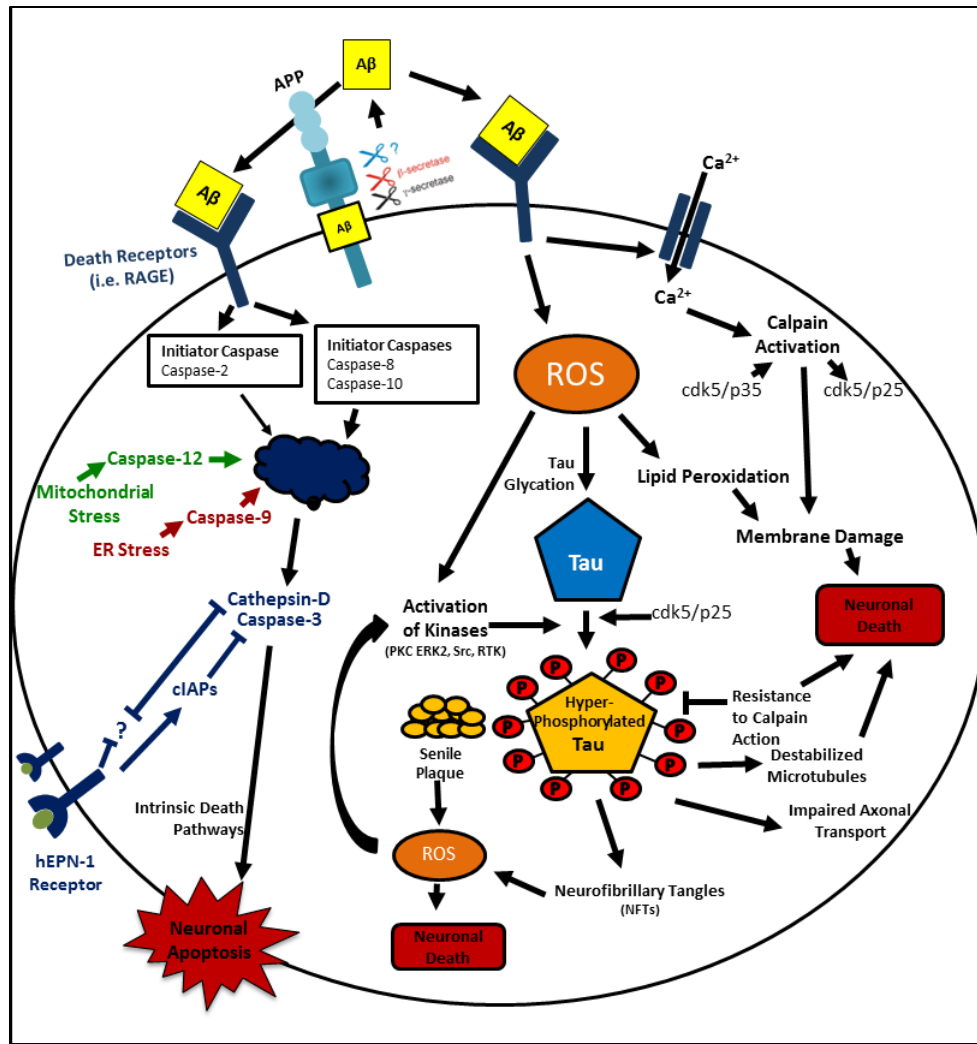 Aβ
APP
Aβ
Aβ
?
β-secretase
γ-secretase
Aβ
Ca²⁺
Death Receptors
(i.e. RAGE)
Ca²⁺
Initiator Caspase
Caspase-2
Initiator Caspases
Caspase-8
Caspase-10
ROS
Calpain
Activation
cdk5/p35
cdk5/p25
Caspase-12
Mitochondrial
Stress
Caspase-9
ER Stress
Tau
Glycation
Lipid Peroxidation
Membrane Damage
Tau
Cathepsin-D
Caspase-3
Activation
of Kinases
(PKC ERK2, Src, RTK)
cdk5/p25
Neuronal
Death
cIAPs
?
P
P
P
P
P
P
P
P
P
P
Hyper-
Phosphorylated
Tau
Resistance
to Calpain
Action
Senile
Plaque
Destabilized
Microtubules
Intrinsic Death
Pathways
Impaired Axonal
Transport
hEPN-1
Receptor
ROS
Neurofibrillary Tangles
(NFTs)
Neuronal
Apoptosis
Neuronal
Death